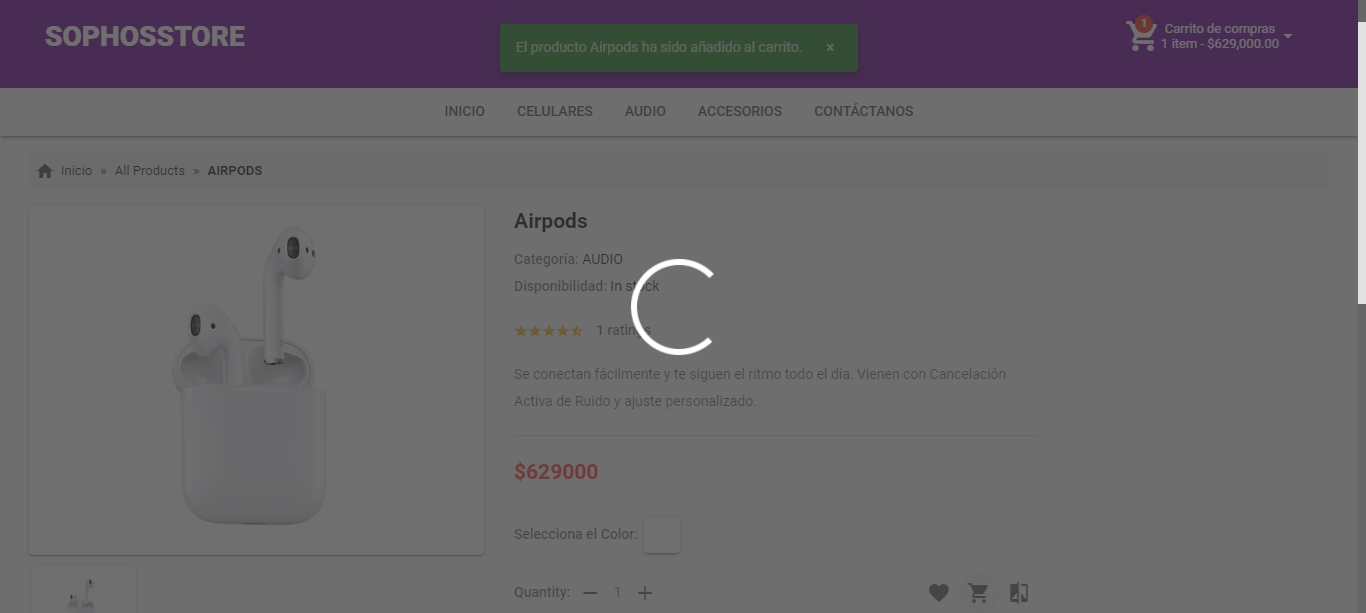 SOPHOSSTORE
El producto Airpods ha sido añadido al carrito. ×
1
Carrito de compras
1 item - $629,000.00
INICIO CELULARES AUDIO ACCESORIOS CONTÁCTANOS
Inicio » All Products » AIRPODS
Airpods
Categoría: AUDIO
Disponibilidad: In stock
1 ratings
Se conectan fácilmente y te siguen el ritmo todo el día. Vienen con Cancelación
Activa de Ruido y ajuste personalizado.
$629000
Selecciona el Color:
Quantity: 1